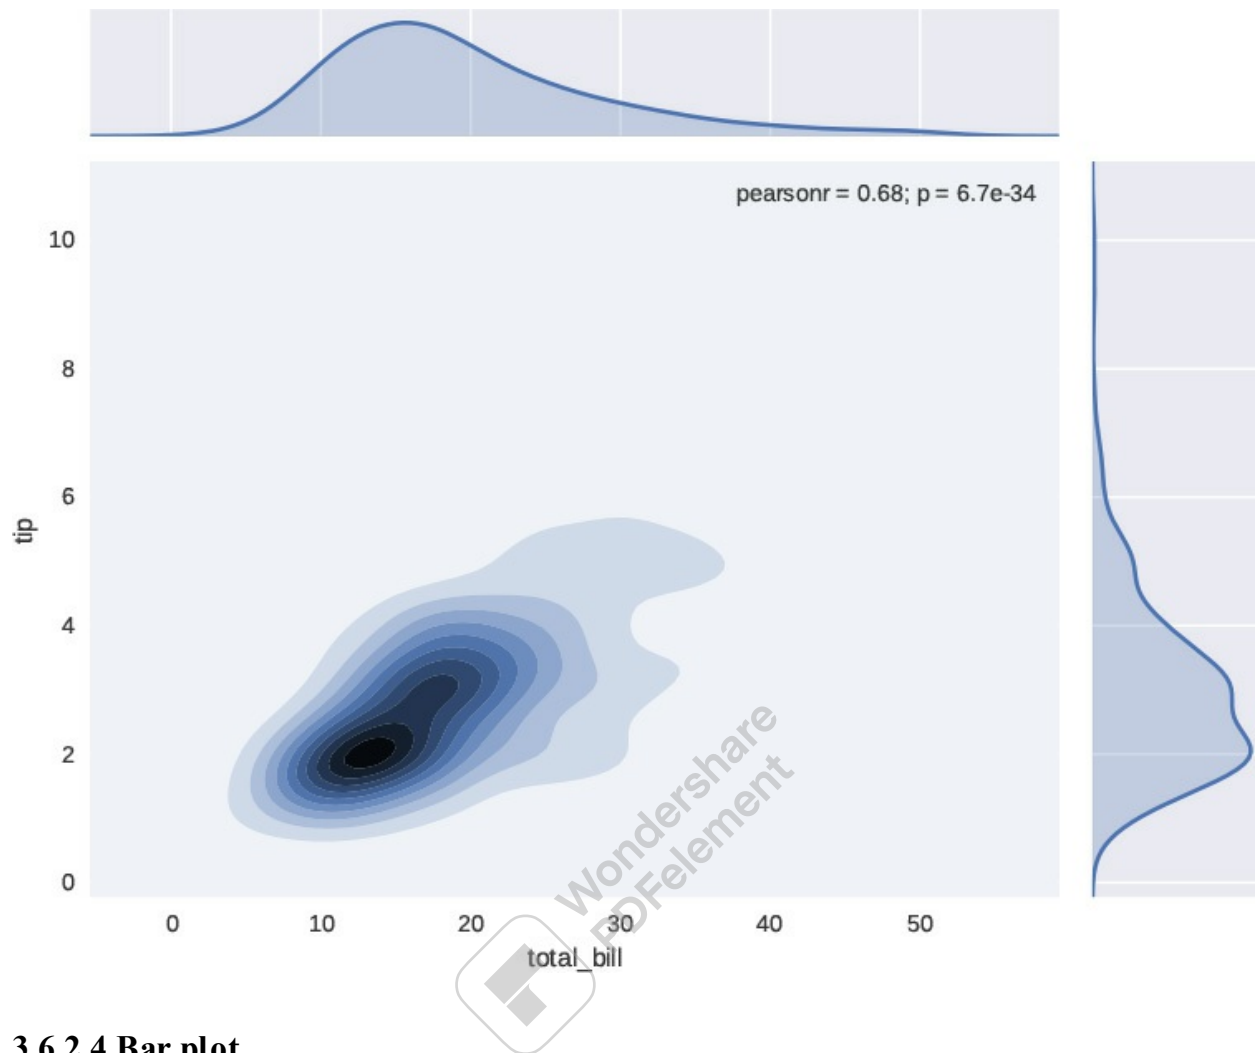 pearsonr = 0.68; p = 6.7e-34
10
8
6
4
2
0
tip
0 10 20 30 40 50
total_bill
Wondershare
PDFelement
3.6.2.4 Bar plot